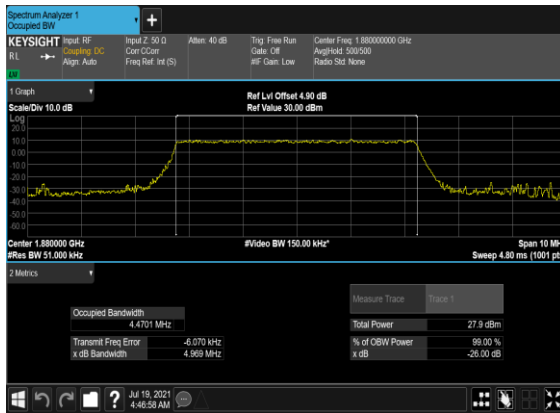 Spectrum Analyzer 1
Occupied BW
+
KEYSIGHT
RL
Input: RF
Coupling: DC
Align: Auto
Input Z: 50 Ω
Corr CCorr
Freq Ref: Int (S)
Atten: 40 dB
Trig: Free Run
Gate: Off
#IF Gain: Low
Center Freq: 1.880000000 GHz
Avg|Hold: 500/500
Radio Std: None
1 Graph
Scale/Div 10.0 dB
Ref Lvl Offset 4.90 dB
Ref Value 30.00 dBm
Log
20.0
10.0
0.00
-10.0
-20.0
-30.0
-40.0
-50.0
-60.0
Center 1.880000 GHz
#Video BW 150.00 kHz*
Span 10 MH
#Res BW 51.000 kHz
Sweep 4.80 ms (1001 pt
2 Metrics
Measure Trace
Trace 1
Occupied Bandwidth
4.4701 MHz
Total Power
27.9 dBm
Transmit Freq Error
-6.070 kHz
% of OBW Power
99.00 %
x dB Bandwidth
4.969 MHz
x dB
-26.00 dB
?
Jul 19, 2021
4:46:58 AM